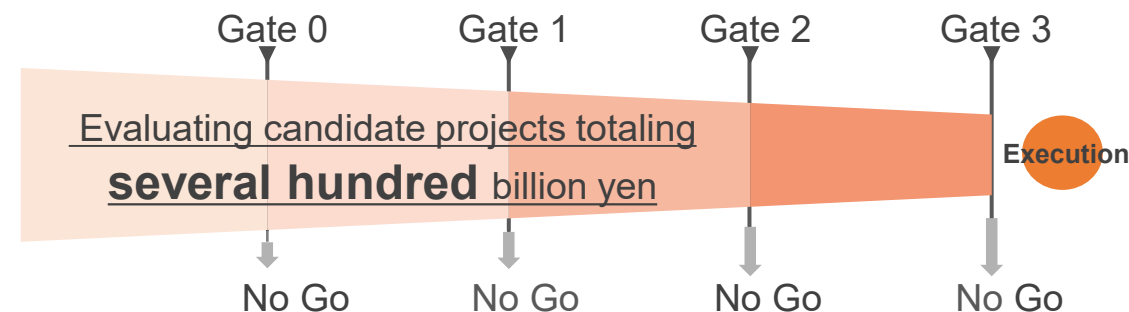 Gate 0
Gate 1
Gate 2
Gate 3
Evaluating candidate projects totaling
several hundred billion yen
Execution
No Go
No Go
No Go
No Go